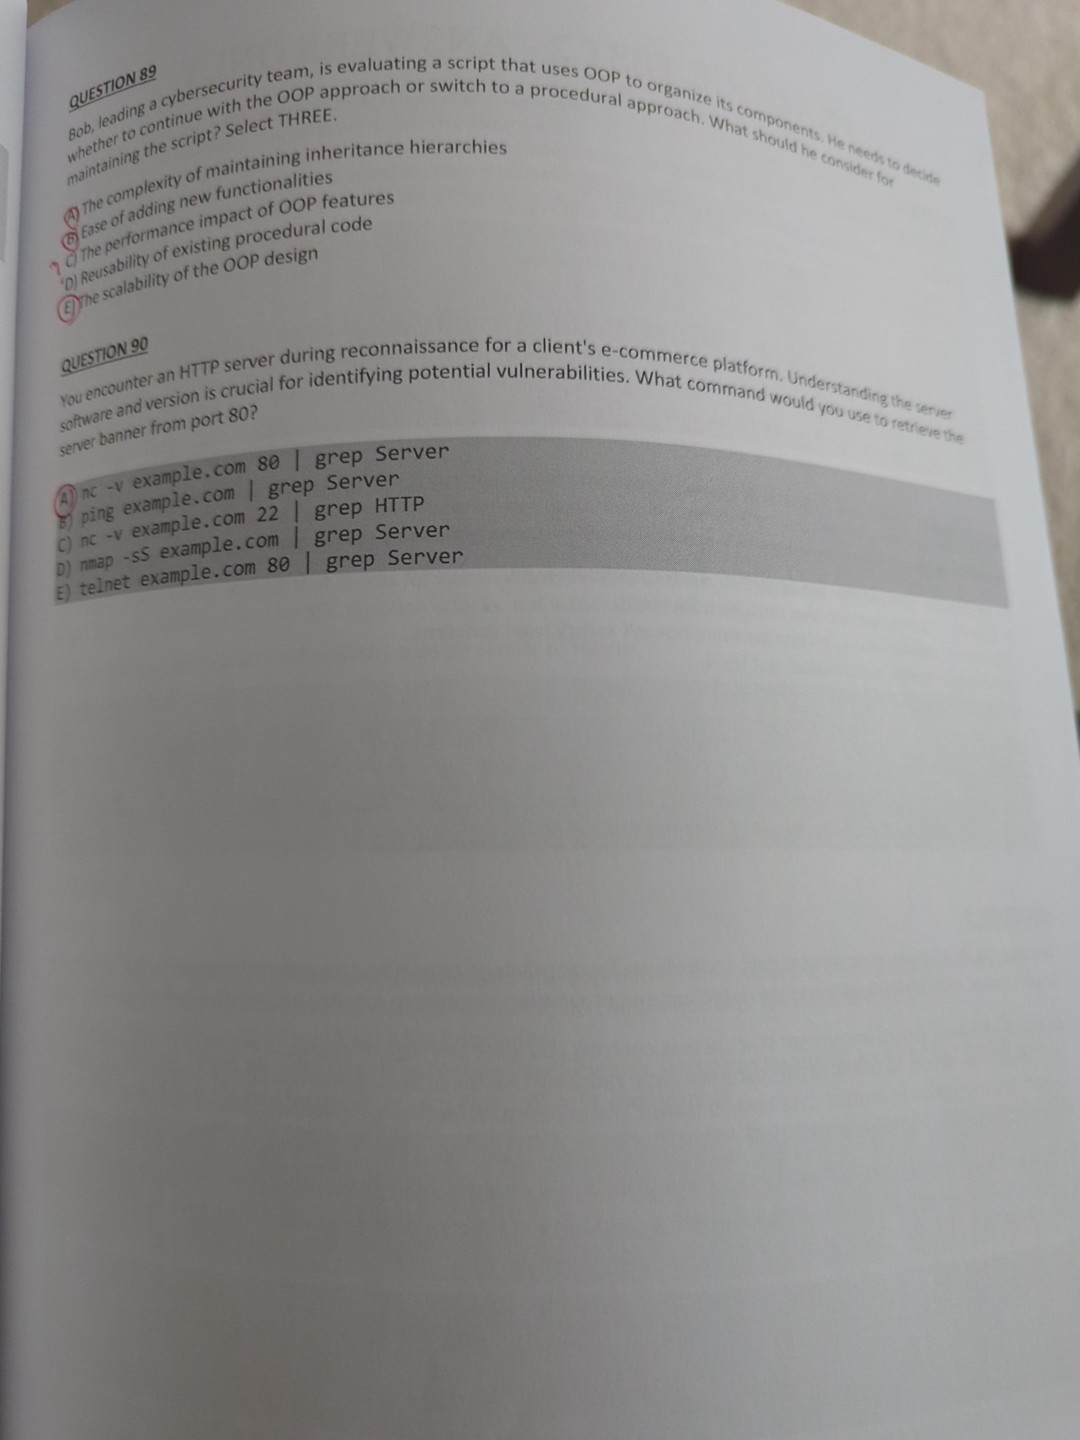 QUESTION 89
Bob, leading a cybersecurity team, is evaluating a script that uses OOP to organize its components. He needs to decide
whether to continue with the OOP approach or switch to a procedural approach. What should he consider for
maintaining the script? Select THREE.
A) The complexity of maintaining inheritance hierarchies
B) Ease of adding new functionalities
C) The performance impact of OOP features
D) Reusability of existing procedural code
E) The scalability of the OOP design
QUESTION 90
You encounter an HTTP server during reconnaissance for a client's e-commerce platform. Understanding the server
software and version is crucial for identifying potential vulnerabilities. What command would you use to retrieve the
server banner from port 80?
A) nc -v example.com 80 | grep Server
B) ping example.com | grep Server
C) nc -v example.com 22 | grep HTTP
D) nmap -sS example.com | grep Server
E) telnet example.com 80 | grep Server